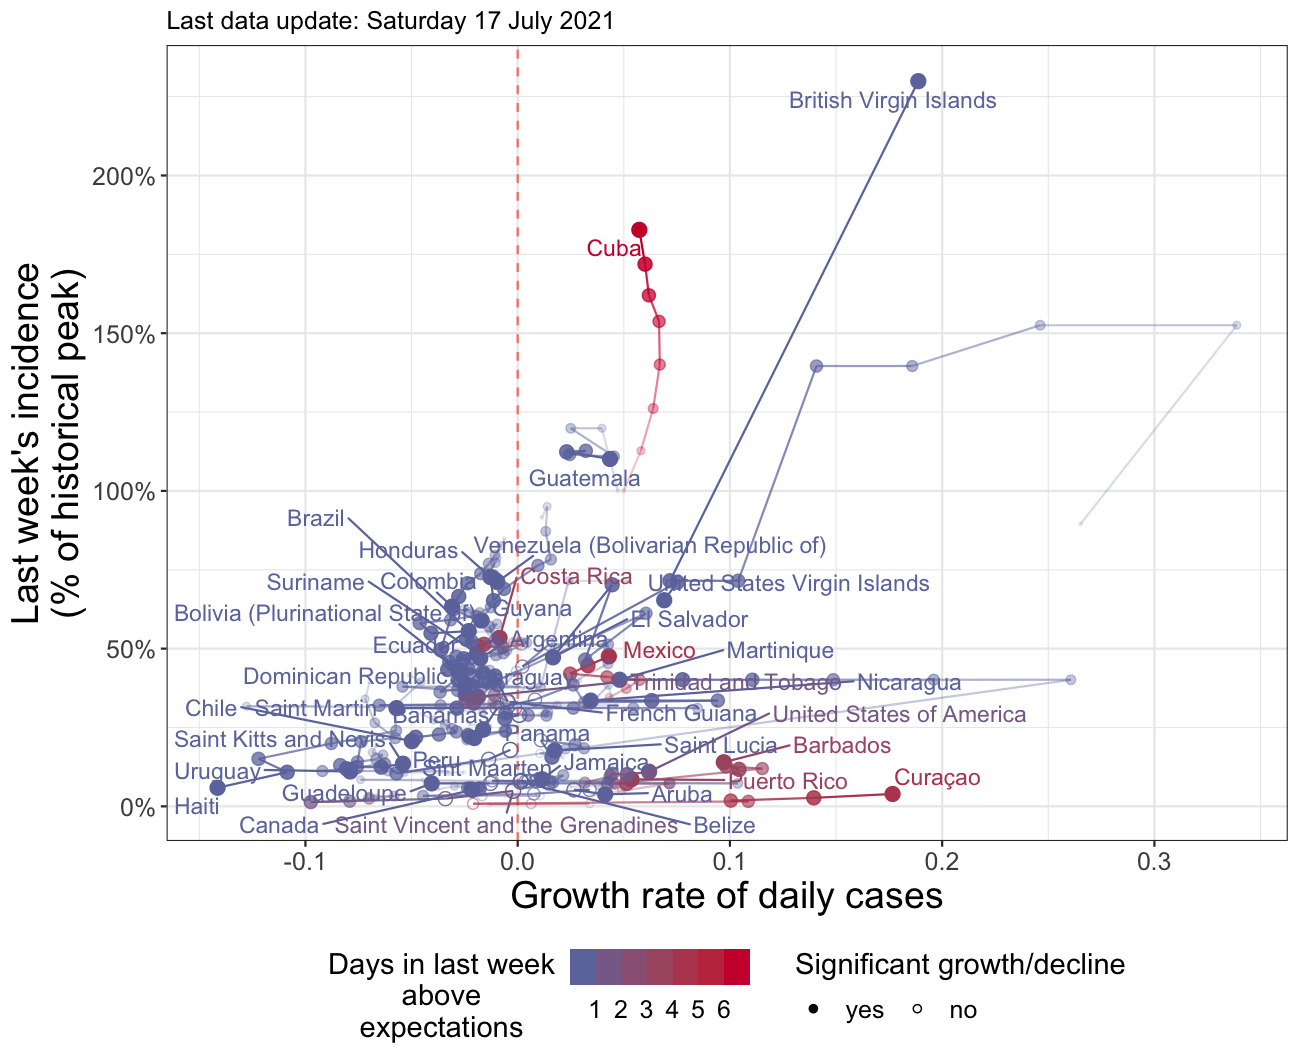 Last data update: Saturday 17 July 2021
Last week's incidence
(% of historical peak)
200%
150%
100%
50%
0%
British Virgin Islands
Cuba
Guatemala
Brazil
Honduras
Venezuela (Bolivarian Republic of)
Suriname
Colombia
Costa Rica
United States Virgin Islands
Bolivia (Plurinational State of)
Guyana
El Salvador
Ecuador
Argentina
Mexico
Martinique
Dominican Republic
Trinidad and Tobago
Nicaragua
Chile
Saint Martin
Bahamas
French Guiana
United States of America
Saint Kitts and Nevis
Panama
Saint Lucia
Barbados
Uruguay
Peru
Sint Maarten
Jamaica
Puerto Rico
Curaçao
Haiti
Guadeloupe
Aruba
Canada
Saint Vincent and the Grenadines
Belize
-0.1 0.0 0.1 0.2 0.3
Growth rate of daily cases
Days in last week
above
expectations
1 2 3 4 5 6
Significant growth/decline
yes no